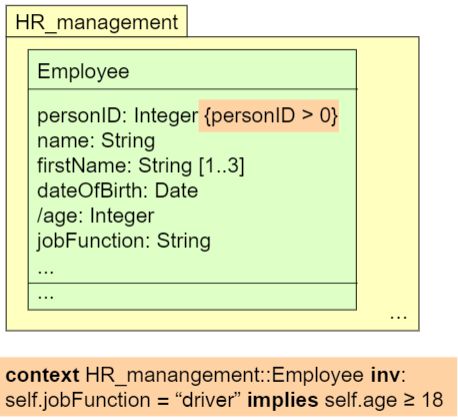 HR_management
Employee
personID: Integer {personID > 0}
name: String
firstName: String [1..3]
dateOfBirth: Date
/age: Integer
jobFunction: String
...
...
...
context HR_manangement::Employee inv:
self.jobFunction = “driver” implies self.age ≥ 18